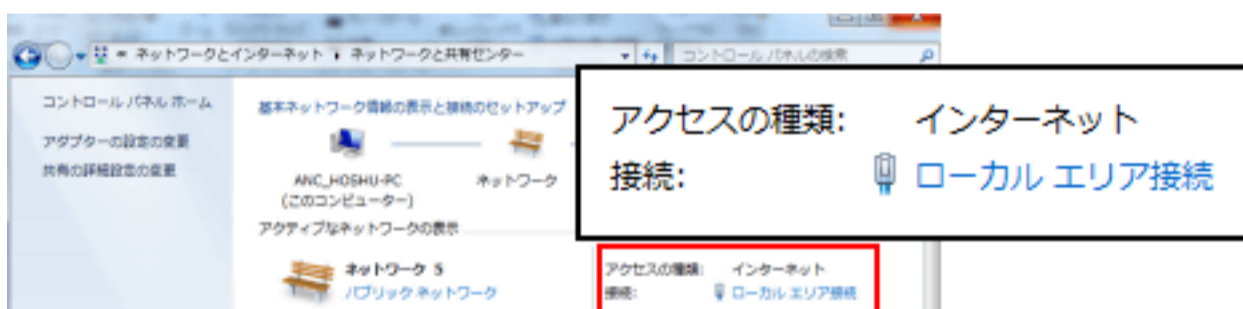 ネットワークとインターネット ネットワークと共有センター
コントロール パネルの検索
コントロール パネル ホーム
アダプターの設定の変更
共有の詳細設定の変更
基本ネットワーク情報の表示と接続のセットアップ
ANC_HOSHU-PC
(このコンピューター)
ネットワーク
アクティブなネットワークの表示
ネットワーク 5
パブリック ネットワーク
アクセスの種類: インターネット
接続: ローカル エリア接続
アクセスの種類: インターネット
接続: ローカル エリア接続